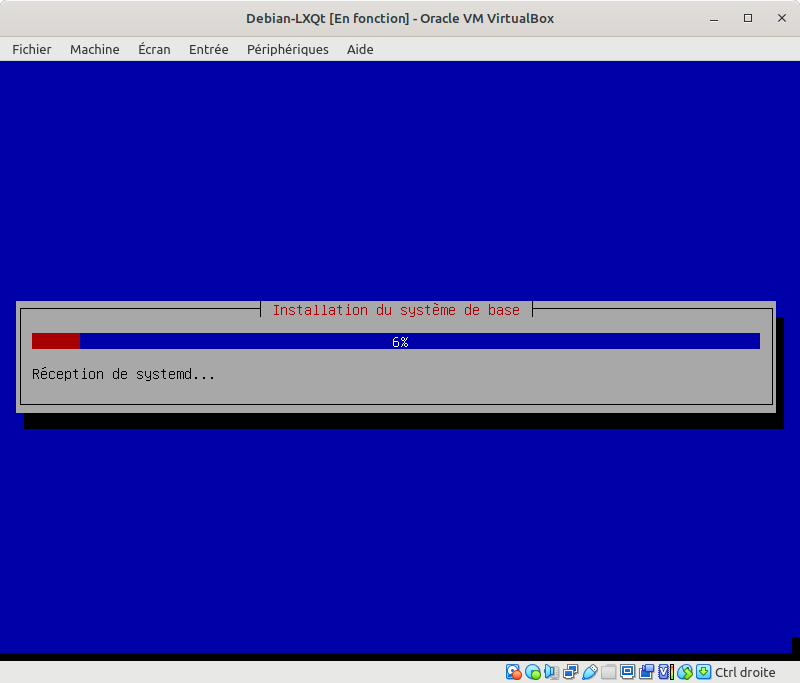 Debian-LXQt [En fonction] - Oracle VM VirtualBox
Fichier Machine Écran Entrée Périphériques Aide
Installation du système de base
6%
Réception de systemd...
Ctrl droite